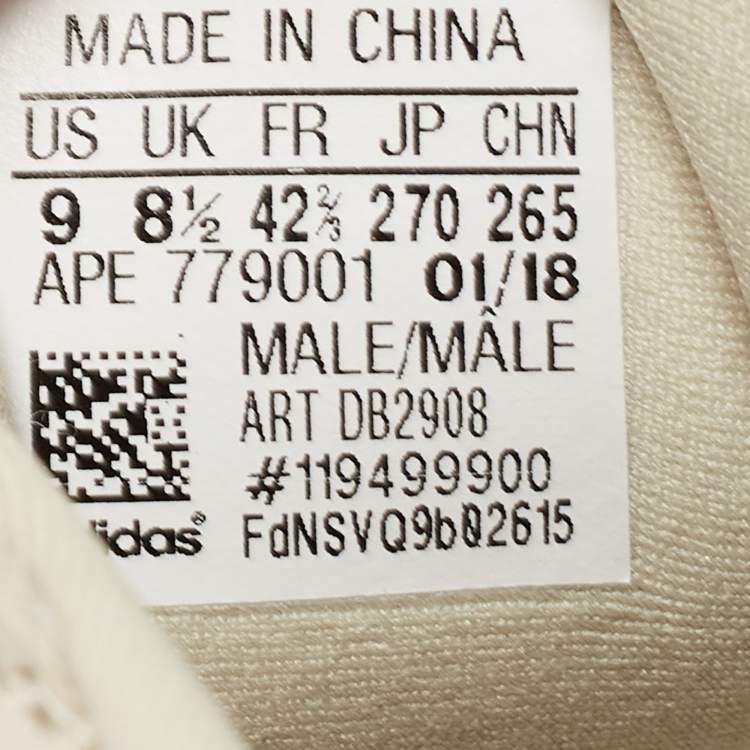 MADE IN CHINA
US UK FR JP CHN
9 8½ 42⅔ 270 265
APE 779001 01/18
MALE/MÂLE
ART DB2908
#119499900
FdNSVQ9b02615
adidas®